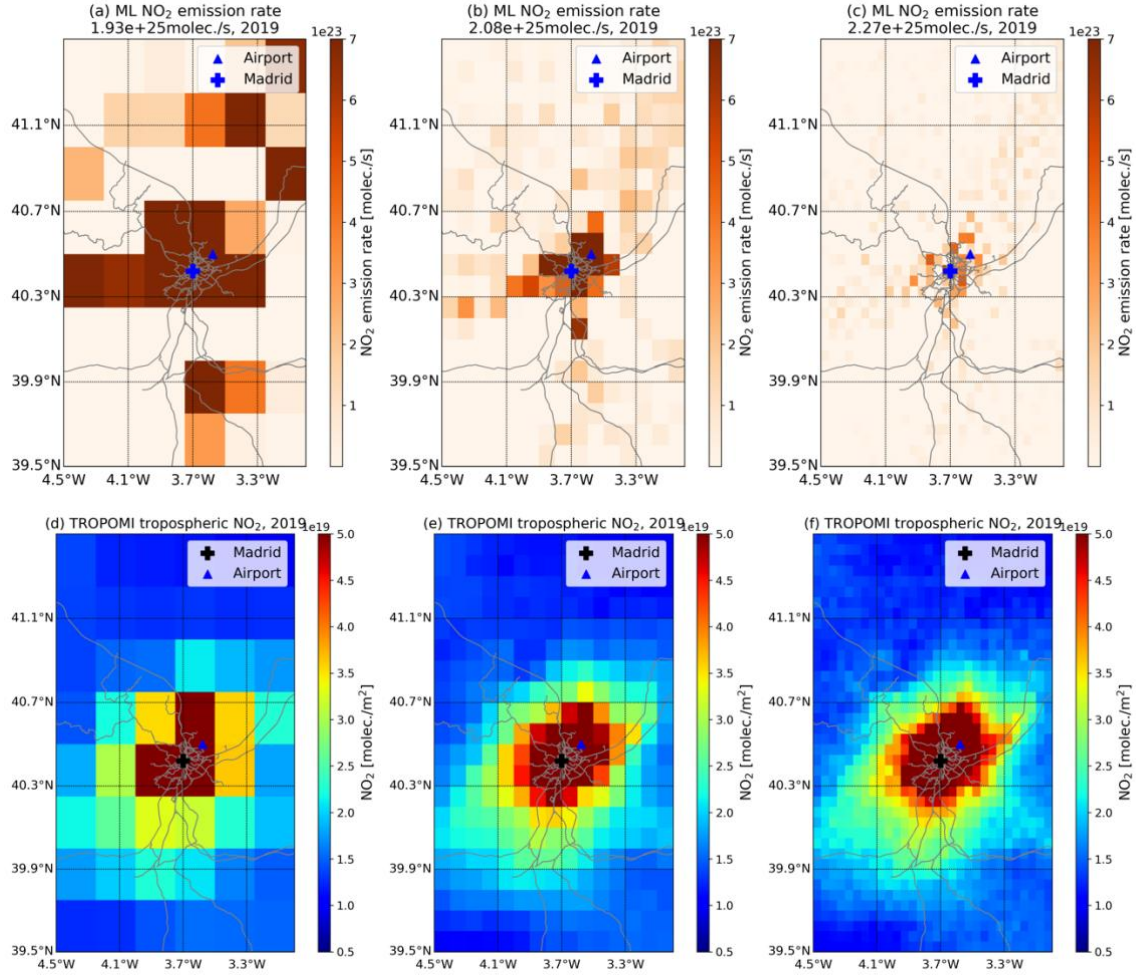 (a) ML NO₂ emission rate
1.93e+25molec./s, 2019
1e23
Airport
Madrid
41.1°N
40.7°N
40.3°N
39.9°N
39.5°N
4.5°W 4.1°W 3.7°W 3.3°W
7
6
5
4
3
2
1
NO₂ emission rate [molec./s]
(b) ML NO₂ emission rate
2.08e+25molec./s, 2019
1e23
Airport
Madrid
41.1°N
40.7°N
40.3°N
39.9°N
39.5°N
4.5°W 4.1°W 3.7°W 3.3°W
7
6
5
4
3
2
1
NO₂ emission rate [molec./s]
(c) ML NO₂ emission rate
2.27e+25molec./s, 2019
1e23
Airport
Madrid
41.1°N
40.7°N
40.3°N
39.9°N
39.5°N
4.5°W 4.1°W 3.7°W 3.3°W
7
6
5
4
3
2
1
NO₂ emission rate [molec./s]
(d) TROPOMI tropospheric NO₂, 2019
1e19
Madrid
Airport
41.1°N
40.7°N
40.3°N
39.9°N
39.5°N
4.5°W 4.1°W 3.7°W 3.3°W
5.0
4.5
4.0
3.5
3.0
2.5
2.0
1.5
1.0
0.5
NO₂ [molec./m²]
(e) TROPOMI tropospheric NO₂, 2019
1e19
Madrid
Airport
41.1°N
40.7°N
40.3°N
39.9°N
39.5°N
4.5°W 4.1°W 3.7°W 3.3°W
5.0
4.5
4.0
3.5
3.0
2.5
2.0
1.5
1.0
0.5
NO₂ [molec./m²]
(f) TROPOMI tropospheric NO₂, 2019
1e19
Madrid
Airport
41.1°N
40.7°N
40.3°N
39.9°N
39.5°N
4.5°W 4.1°W 3.7°W 3.3°W
5.0
4.5
4.0
3.5
3.0
2.5
2.0
1.5
1.0
0.5
NO₂ [molec./m²]